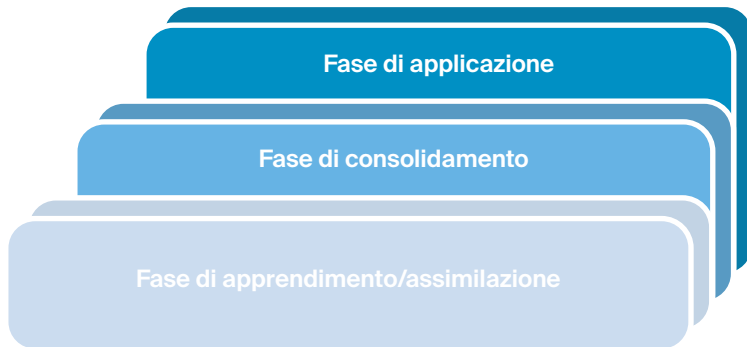 Fase di applicazione
Fase di consolidamento
Fase di apprendimento/assimilazione